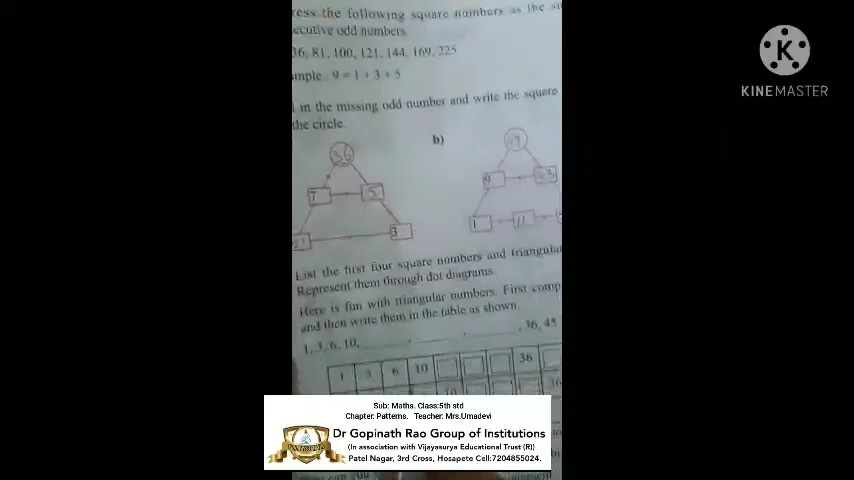 ress the following square numbers as the su
ecutive odd numbers.
36, 81, 100, 121, 144, 169, 225
mple : 9 = 1 + 3 + 5
in the missing odd number and write the square
the circle.
b)
36
7
5
3
9
1
11
List the first four square numbers and triangula
Represent them through dot diagrams.
Here is fun with triangular numbers. First comp
and then write them in the table as shown.
1, 3, 6, 10, ______, ______, ______, 36, 45
1 3 6 10 36
10
KINEMASTER
Sub: Maths. Class:5th std
Chapter: Patterns. Teacher: Mrs.Umadevi
Dr Gopinath Rao Group of Institutions
(In association with Vijayasurya Educational Trust (R))
Patel Nagar, 3rd Cross, Hosapete Cell:7204855024.